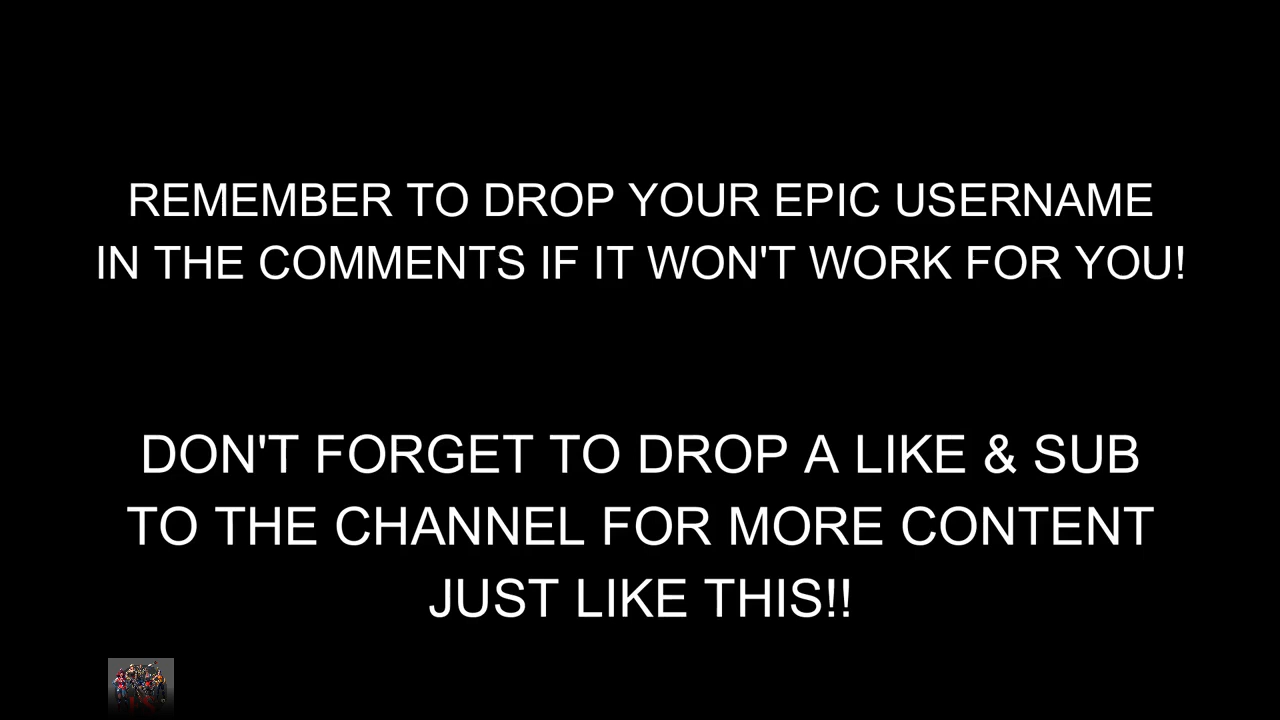 REMEMBER TO DROP YOUR EPIC USERNAME
IN THE COMMENTS IF IT WON'T WORK FOR YOU!
DON'T FORGET TO DROP A LIKE & SUB
TO THE CHANNEL FOR MORE CONTENT
JUST LIKE THIS!!